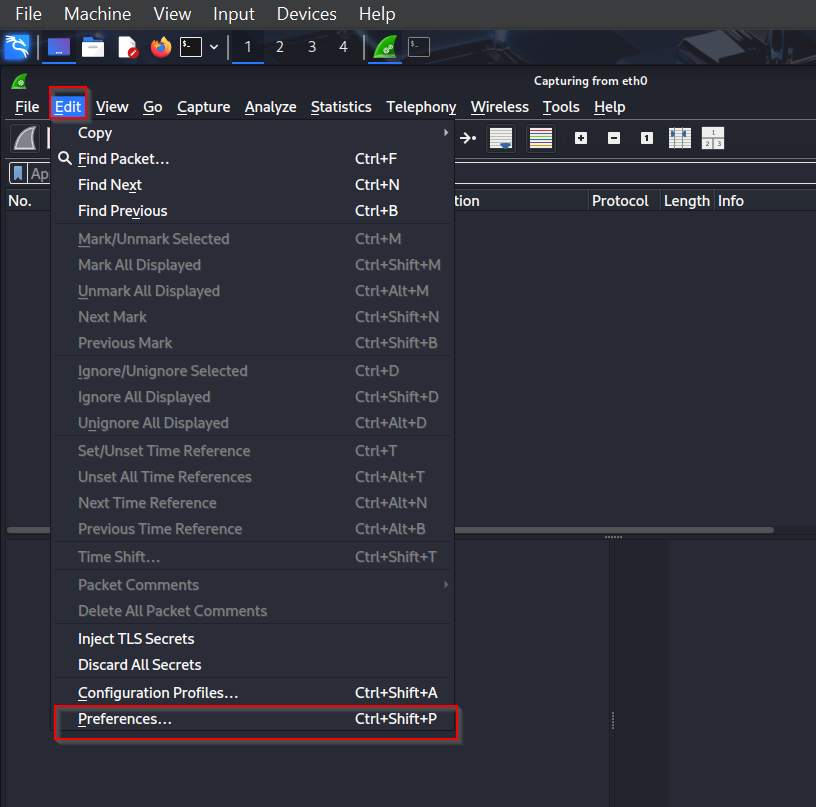 File Machine View Input Devices Help
1 2 3 4
Capturing from eth0
File Edit View Go Capture Analyze Statistics Telephony Wireless Tools Help
Copy
Find Packet… Ctrl+F
Find Next Ctrl+N
Find Previous Ctrl+B
Mark/Unmark Selected Ctrl+M
Mark All Displayed Ctrl+Shift+M
Unmark All Displayed Ctrl+Alt+M
Next Mark Ctrl+Shift+N
Previous Mark Ctrl+Shift+B
Ignore/Unignore Selected Ctrl+D
Ignore All Displayed Ctrl+Shift+D
Unignore All Displayed Ctrl+Alt+D
Set/Unset Time Reference Ctrl+T
Unset All Time References Ctrl+Alt+T
Next Time Reference Ctrl+Alt+N
Previous Time Reference Ctrl+Alt+B
Time Shift… Ctrl+Shift+T
Packet Comments
Delete All Packet Comments
Inject TLS Secrets
Discard All Secrets
Configuration Profiles… Ctrl+Shift+A
Preferences… Ctrl+Shift+P
1
1
2 3
Ap
No. tion Protocol Length Info